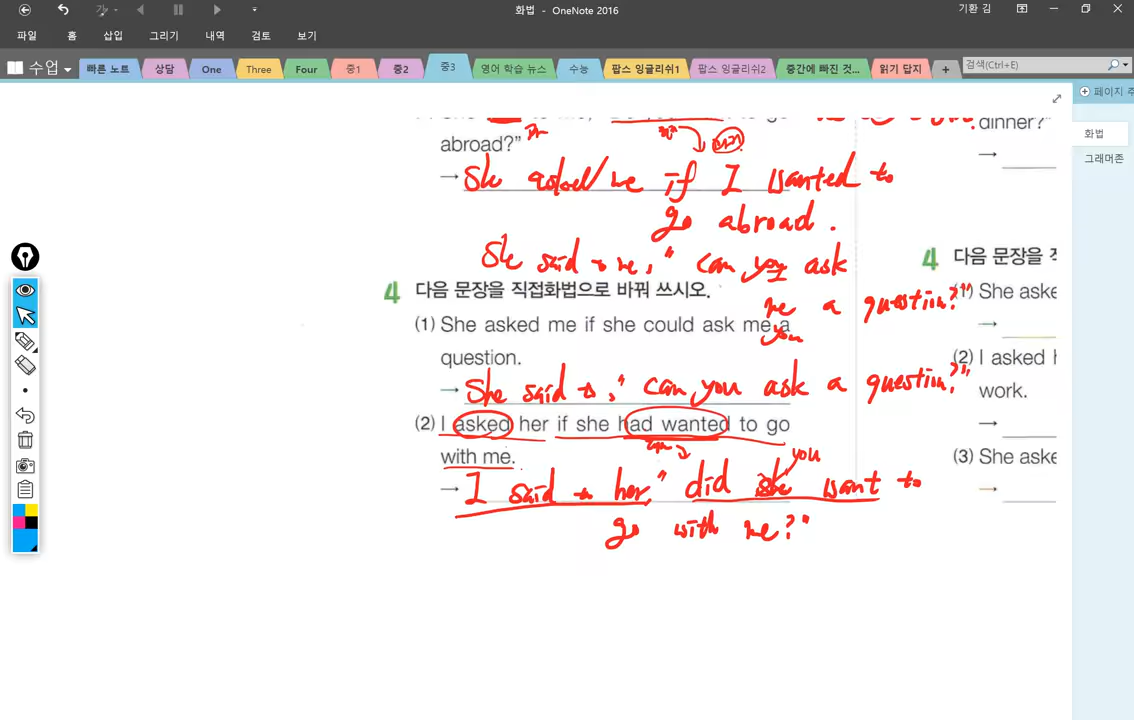 화법 - OneNote 2016
기환 김
파일 홈 삽입 그리기 내역 검토 보기
수업 빠른 노트 상담 One Three Four 중1 중2 중3 영어 학습 뉴스 수능 팝스 잉글리쉬1 팝스 잉글리쉬2 중간에 빠진 것... 읽기 답지 + 검색(Ctrl+E)
페이지
화법
그래머존
abroad?"
→ She asked me if I wanted to
go abroad.
She said to me, "can you ask
me a question?"
you
4 다음 문장을 직접화법으로 바꿔 쓰시오.
(1) She asked me if she could ask me a
question.
→ She said to, "can you ask a question?"
(2) I asked her if she had wanted to go
with me.
you
→ I said to her, "did she want to
go with me?"
dinner?"
→
4 다음 문장을
(1) She aske
→
(2) I asked
work.
→
(3) She aske
→